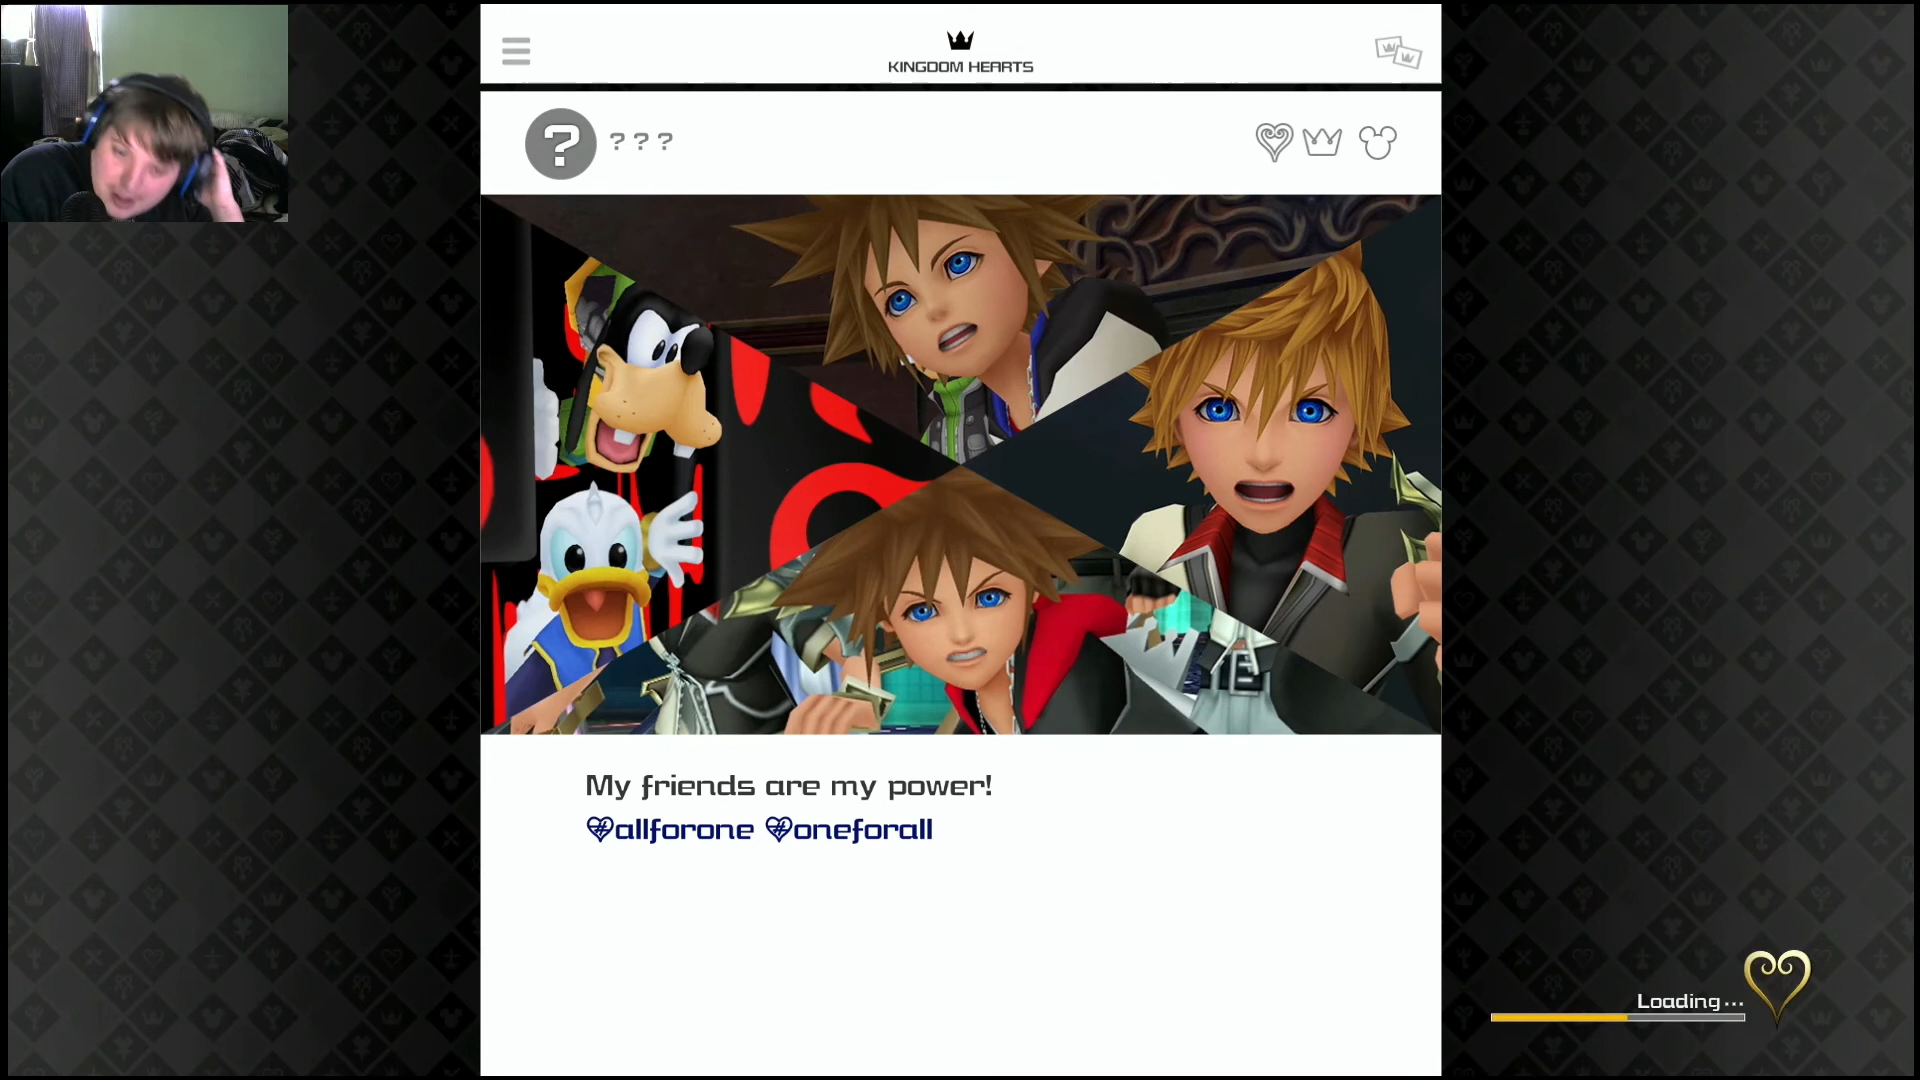 KINGDOM HEARTS
?
? ? ?
My friends are my power!
#allforone #oneforall
Loading...